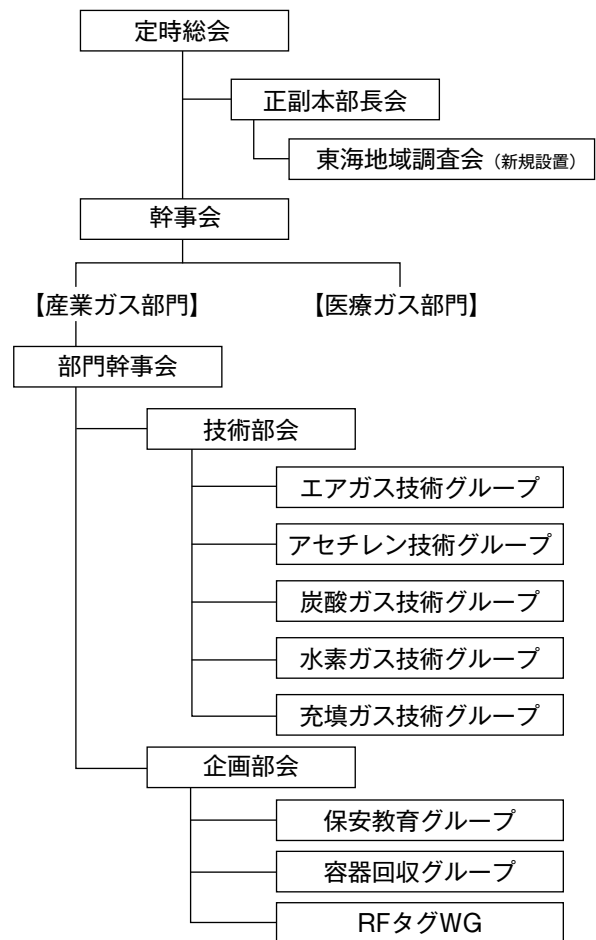 定時総会
正副本部長会
東海地域調査会（新規設置）
幹事会
【産業ガス部門】 【医療ガス部門】
部門幹事会
技術部会
エアガス技術グループ
アセチレン技術グループ
炭酸ガス技術グループ
水素ガス技術グループ
充填ガス技術グループ
企画部会
保安教育グループ
容器回収グループ
RFタグWG